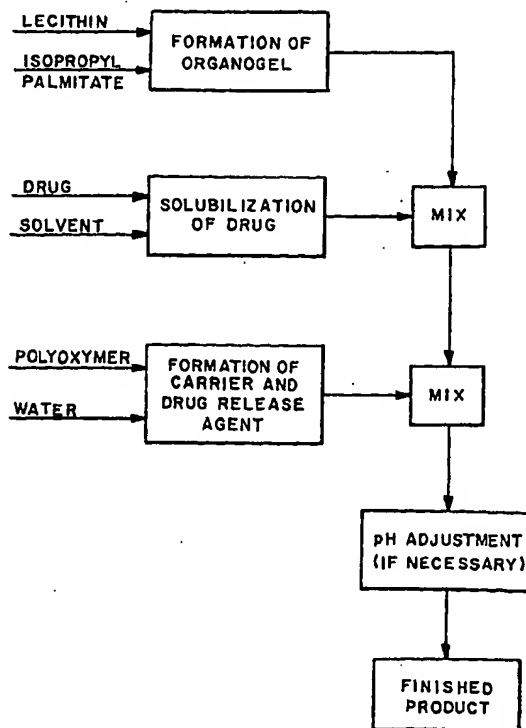 LECITHIN
ISOPROPYL
PALMITATE
FORMATION OF
ORGANOGEL
DRUG
SOLVENT
SOLUBILIZATION
OF DRUG
MIX
POLYOXYMER
WATER
FORMATION OF
CARRIER AND
DRUG RELEASE
AGENT
MIX
pH ADJUSTMENT
(IF NECESSARY)
FINISHED
PRODUCT